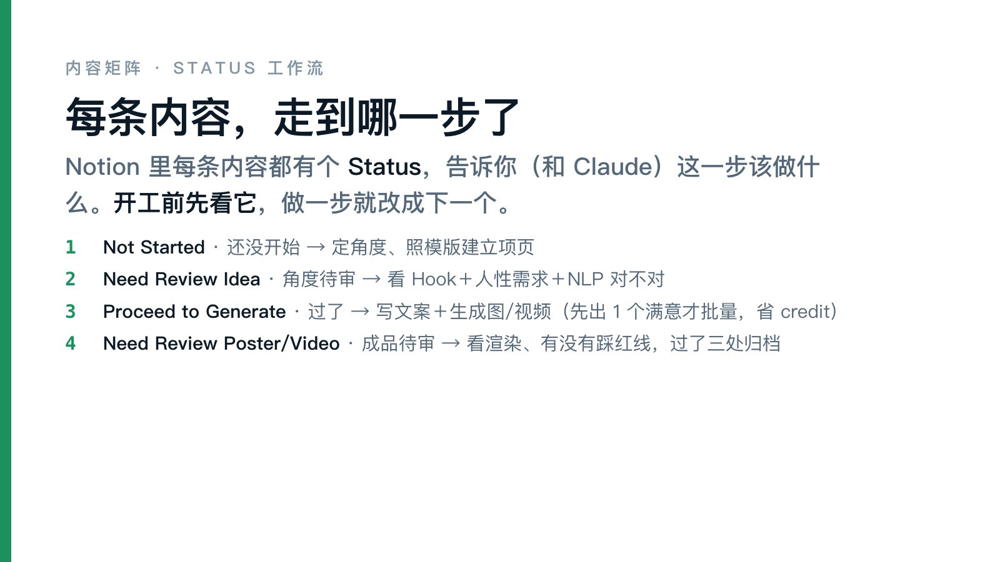 内容矩阵 · STATUS 工作流
每条内容，走到哪一步了
Notion 里每条内容都有个 Status，告诉你（和 Claude）这一步该做什
么。开工前先看它，做一步就改成下一个。
1 Not Started · 还没开始 → 定角度、照模版建立项页
2 Need Review Idea · 角度待审 → 看 Hook＋人性需求＋NLP 对不对
3 Proceed to Generate · 过了 → 写文案＋生成图/视频（先出 1 个满意才批量，省 credit）
4 Need Review Poster/Video · 成品待审 → 看渲染、有没有踩红线，过了三处归档